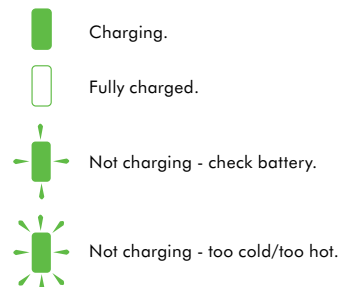 Charging.
Fully charged.
Not charging - check battery.
Not charging - too cold/too hot.